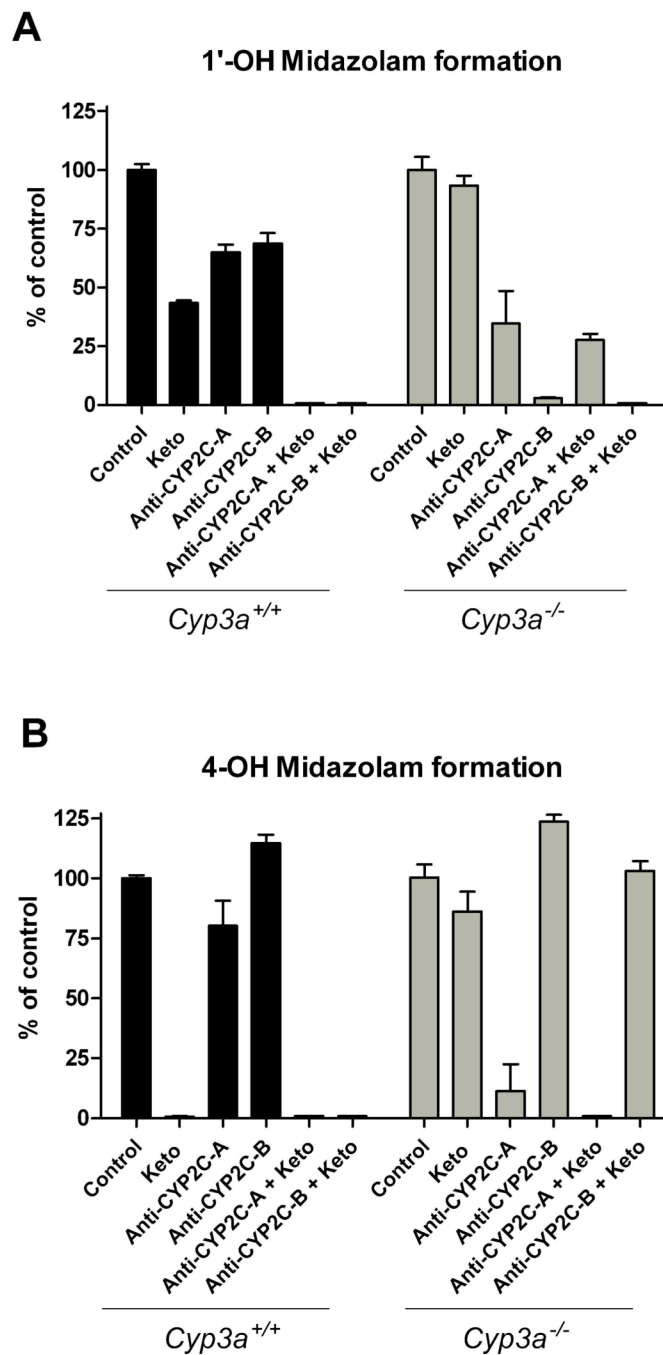 A
1'-OH Midazolam formation
% of control
125
100
75
50
25
0
Control
Keto
Anti-CYP2C-A
Anti-CYP2C-B
Anti-CYP2C-A + Keto
Anti-CYP2C-B + Keto
Control
Keto
Anti-CYP2C-A
Anti-CYP2C-B
Anti-CYP2C-A + Keto
Anti-CYP2C-B + Keto
Cyp3a+/+
Cyp3a-/-
B
4-OH Midazolam formation
% of control
125
100
75
50
25
0
Control
Keto
Anti-CYP2C-A
Anti-CYP2C-B
Anti-CYP2C-A + Keto
Anti-CYP2C-B + Keto
Control
Keto
Anti-CYP2C-A
Anti-CYP2C-B
Anti-CYP2C-A + Keto
Anti-CYP2C-B + Keto
Cyp3a+/+
Cyp3a-/-